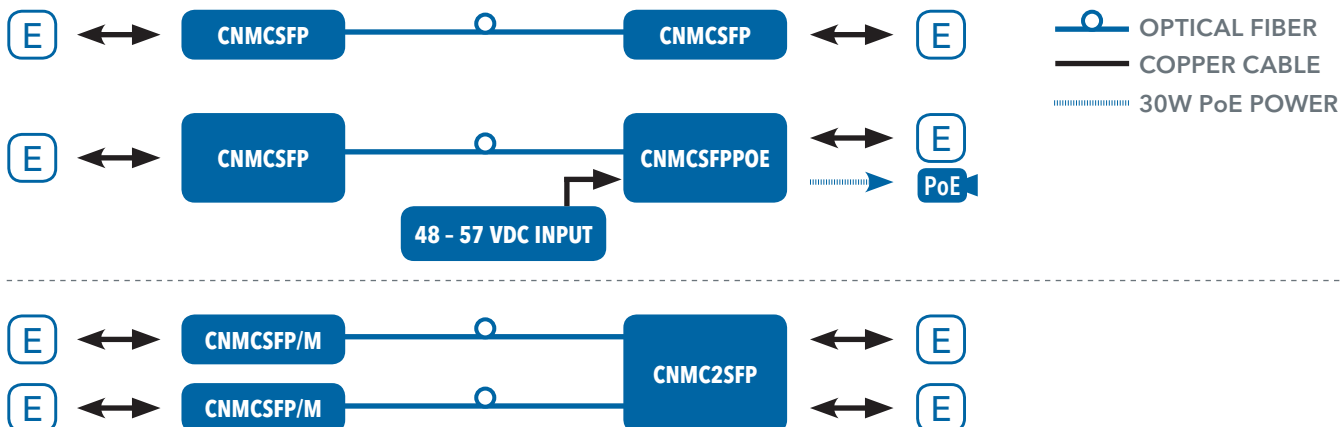 E CNMCSFP CNMCSFP E
OPTICAL FIBER
COPPER CABLE
30W PoE POWER
E CNMCSFP CNMCSFPPOE E
PoE
48 – 57 VDC INPUT
E CNMCSFP/M E
CNMC2SFP
E CNMCSFP/M E